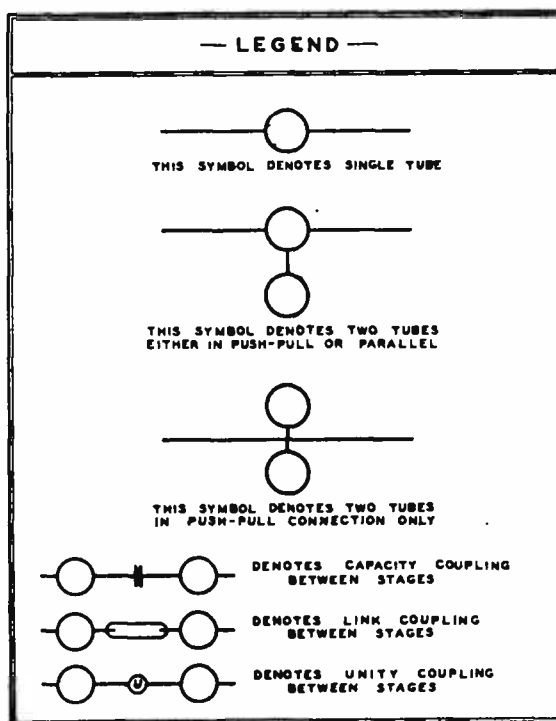 — LEGEND —
THIS SYMBOL DENOTES SINGLE TUBE
THIS SYMBOL DENOTES TWO TUBES
EITHER IN PUSH-PULL OR PARALLEL
THIS SYMBOL DENOTES TWO TUBES
IN PUSH-PULL CONNECTION ONLY
DENOTES CAPACITY COUPLING
BETWEEN STAGES
DENOTES LINK COUPLING
BETWEEN STAGES
U
DENOTES UNITY COUPLING
BETWEEN STAGES